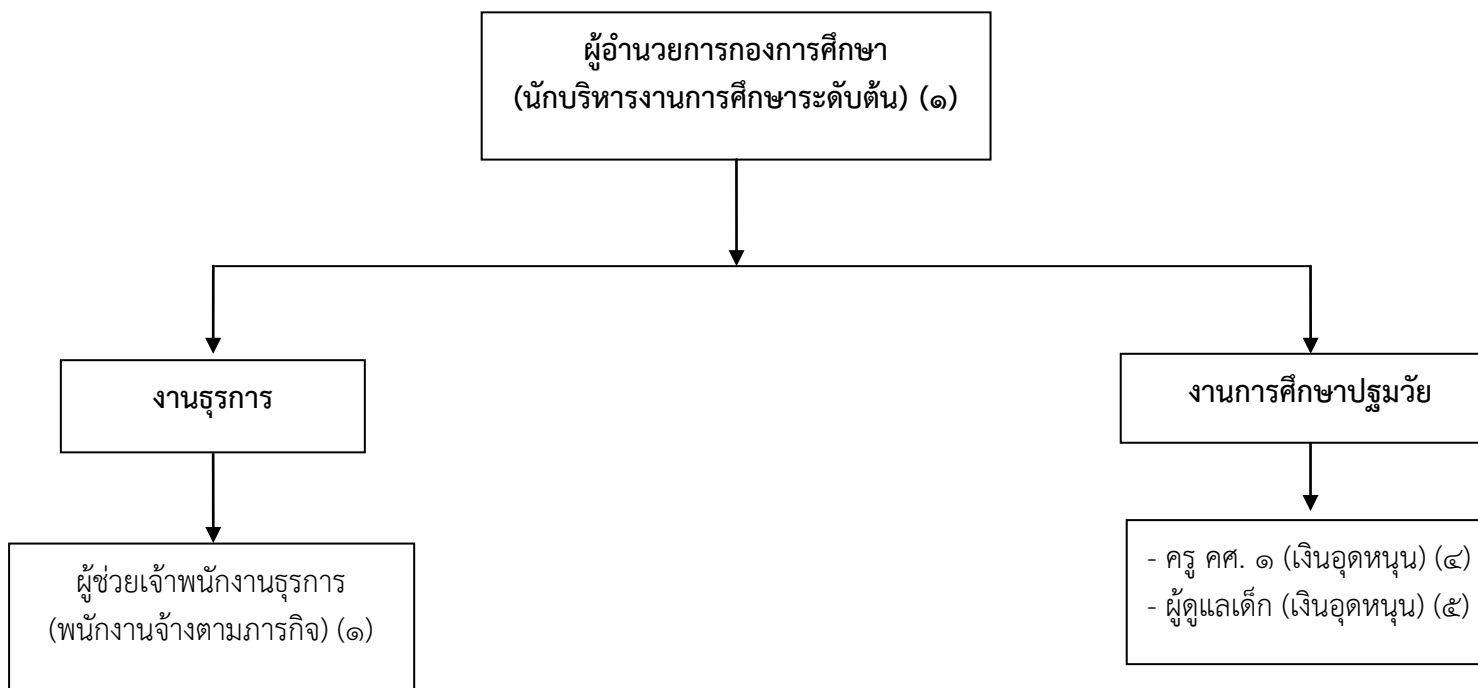 ผู้อำนวยการกองการศึกษา
(นักบริหารงานการศึกษาระดับต้น) (๑)
งานธุรการ
งานการศึกษาปฐมวัย
ผู้ช่วยเจ้าพนักงานธุรการ
(พนักงานจ้างตามภารกิจ) (๑)
- ครู คศ. ๑ (เงินอุดหนุน) (๔)
- ผู้ดูแลเด็ก (เงินอุดหนุน) (๕)